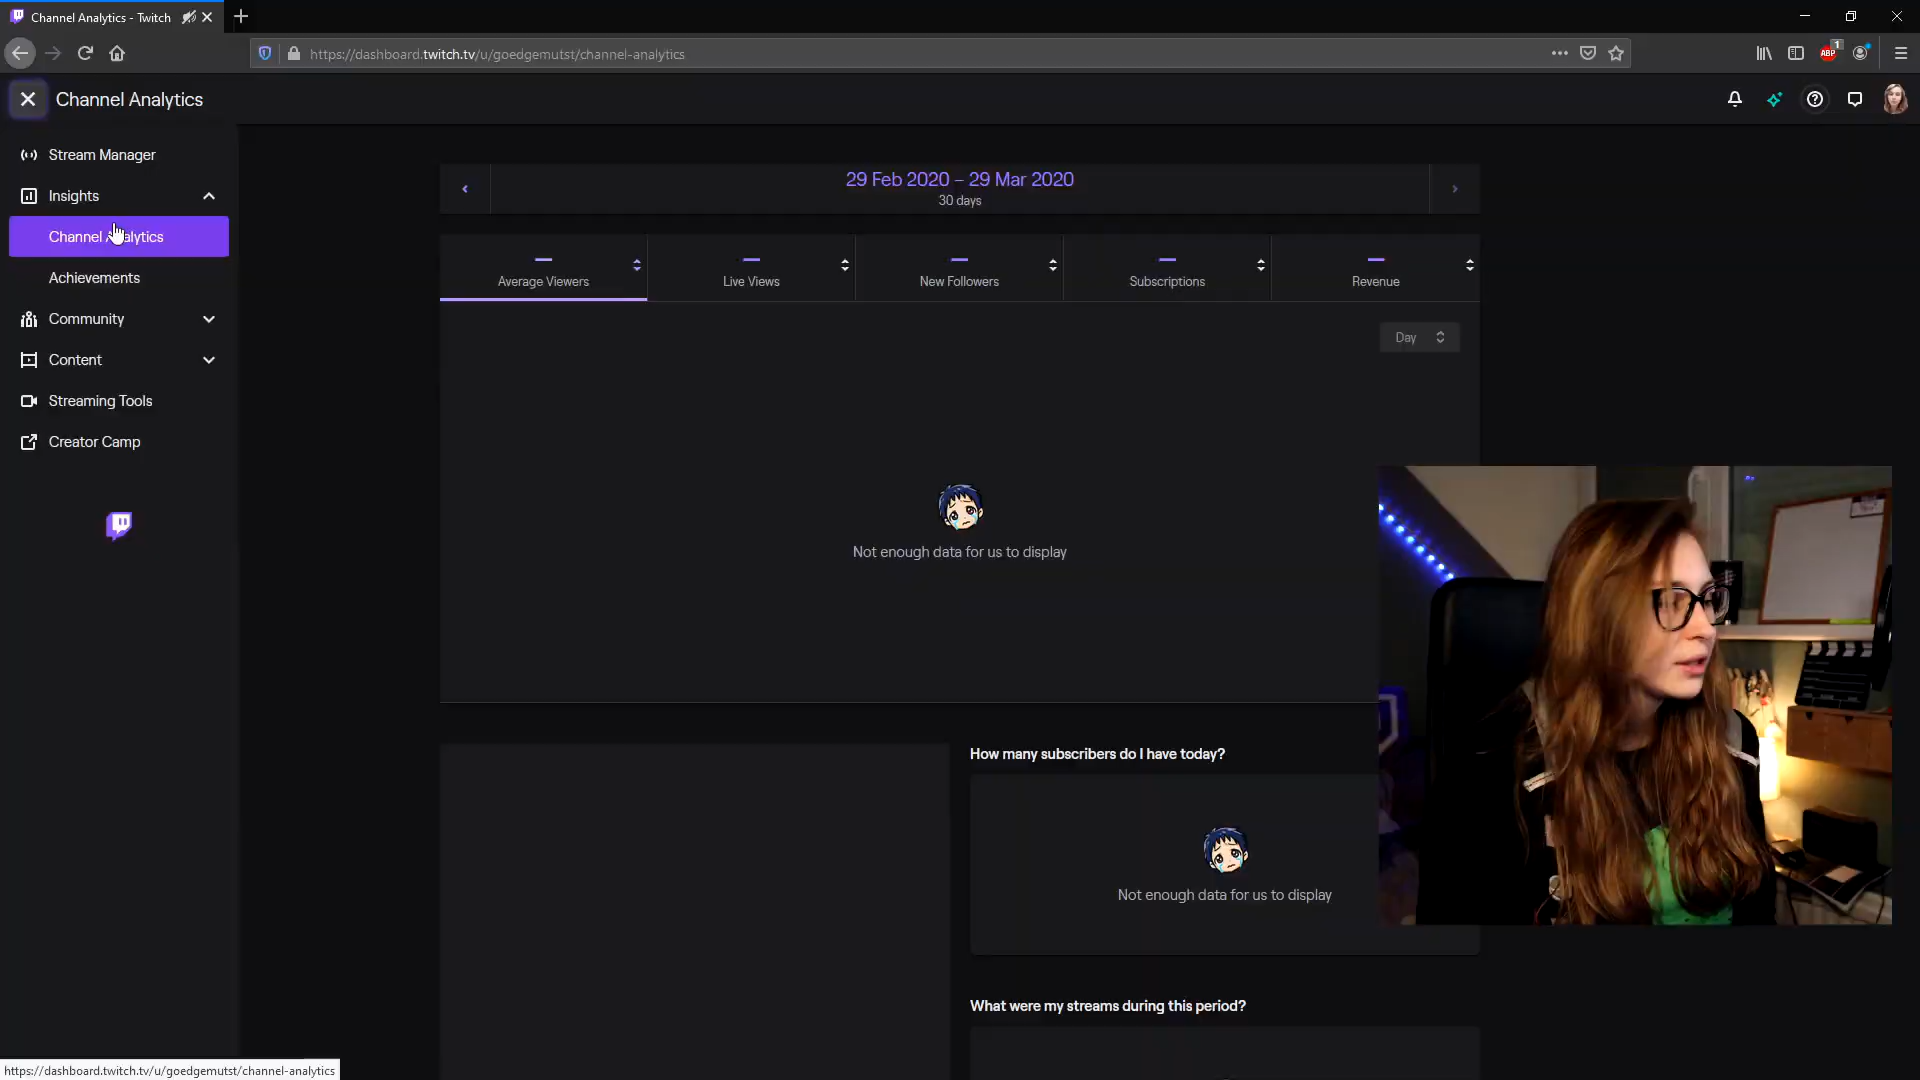 Channel Analytics - Twitch
https://dashboard.twitch.tv/u/goedgemutst/channel-analytics
ABP
1
Channel Analytics
Stream Manager
Insights
Channel Analytics
Achievements
Community
Content
Streaming Tools
Creator Camp
29 Feb 2020 – 29 Mar 2020
30 days
Average Viewers
Live Views
New Followers
Subscriptions
Revenue
Day
Not enough data for us to display
How many subscribers do I have today?
Not enough data for us to display
What were my streams during this period?
https://dashboard.twitch.tv/u/goedgemutst/channel-analytics